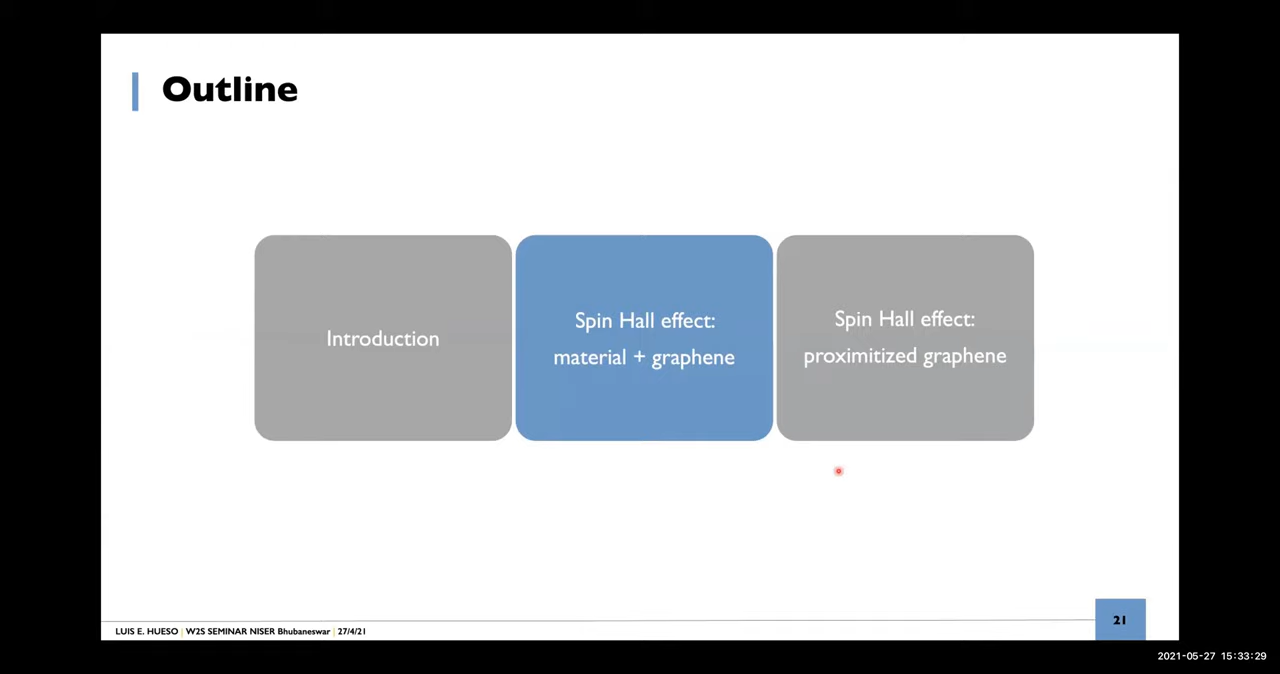 Outline
Introduction
Spin Hall effect:
material + graphene
Spin Hall effect:
proximitized graphene
LUIS E. HUESO | W2S SEMINAR NISER Bhubaneswar | 27/4/21
21
2021-05-27 15:33:29